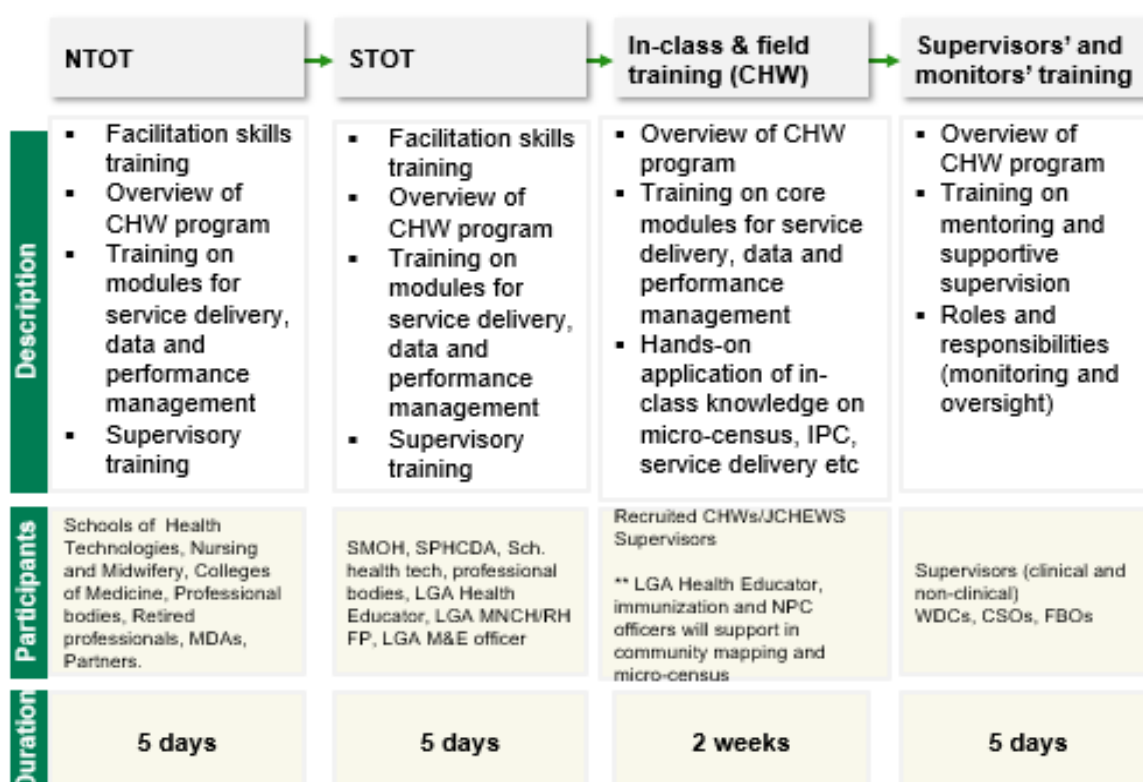 NTOT
STOT
In-class & field
training (CHW)
Supervisors' and
monitors' training
Description
▪ Facilitation skills
training
▪ Overview of
CHW program
▪ Training on
modules for
service delivery,
data and
performance
management
▪ Supervisory
training
▪ Facilitation skills
training
▪ Overview of
CHW program
▪ Training on
modules for
service delivery,
data and
performance
management
▪ Supervisory
training
▪ Overview of CHW
program
▪ Training on core
modules for service
delivery, data and
performance
management
▪ Hands-on
application of in-
class knowledge on
micro-census, IPC,
service delivery etc
▪ Overview of
CHW program
▪ Training on
mentoring and
supportive
supervision
▪ Roles and
responsibilities
(monitoring and
oversight)
Participants
Schools of Health
Technologies, Nursing
and Midwifery, Colleges
of Medicine, Professional
bodies, Retired
professionals, MDAs,
Partners.
SMOH, SPHCDA, Sch.
health tech, professional
bodies, LGA Health
Educator, LGA MNCH/RH
FP, LGA M&E officer
Recruited CHWs/JCHEWS
Supervisors
** LGA Health Educator,
immunization and NPC
officers will support in
community mapping and
micro-census
Supervisors (clinical and
non-clinical)
WDCs, CSOs, FBOs
Duration
5 days
5 days
2 weeks
5 days